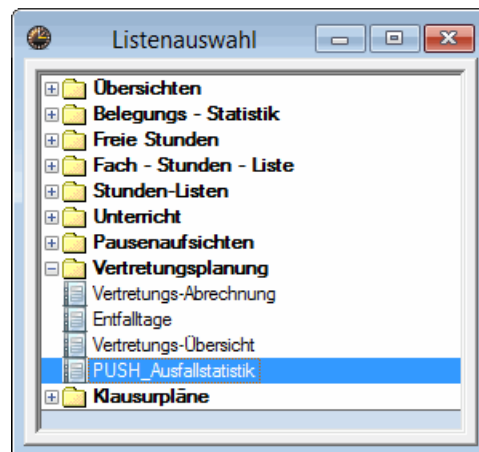 Listenauswahl
Übersichten
Belegungs - Statistik
Freie Stunden
Fach - Stunden - Liste
Stunden-Listen
Unterricht
Pausenaufsichten
Vertretungsplanung
Vertretungs-Abrechnung
Entfalltage
Vertretungs-Übersicht
PUSH_Ausfallstatistik
Klausurpläne